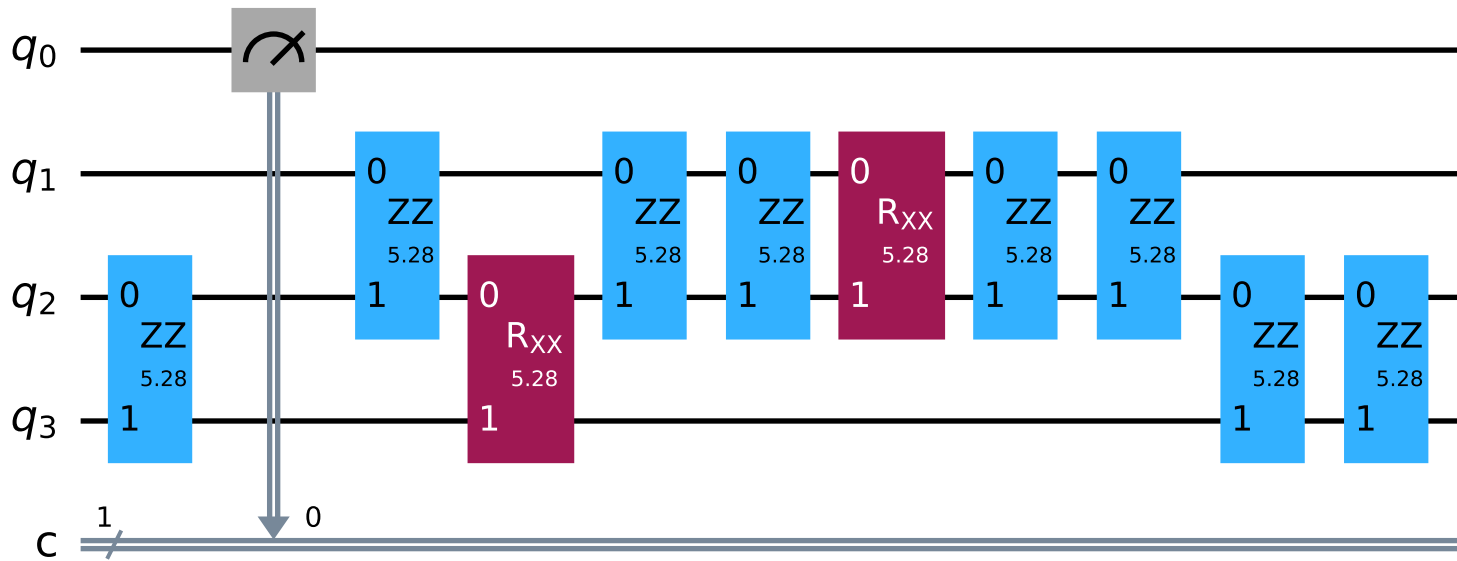 q0
0 0 0 0 0 0
q1
ZZ ZZ ZZ RXX ZZ ZZ
5.28 5.28 5.28 5.28 5.28 5.28
q2
0 1 0 1 1 1 1 1 0 0
ZZ RXX ZZ ZZ
5.28 5.28 5.28 5.28
q3
1 1 1 1
1 0
c